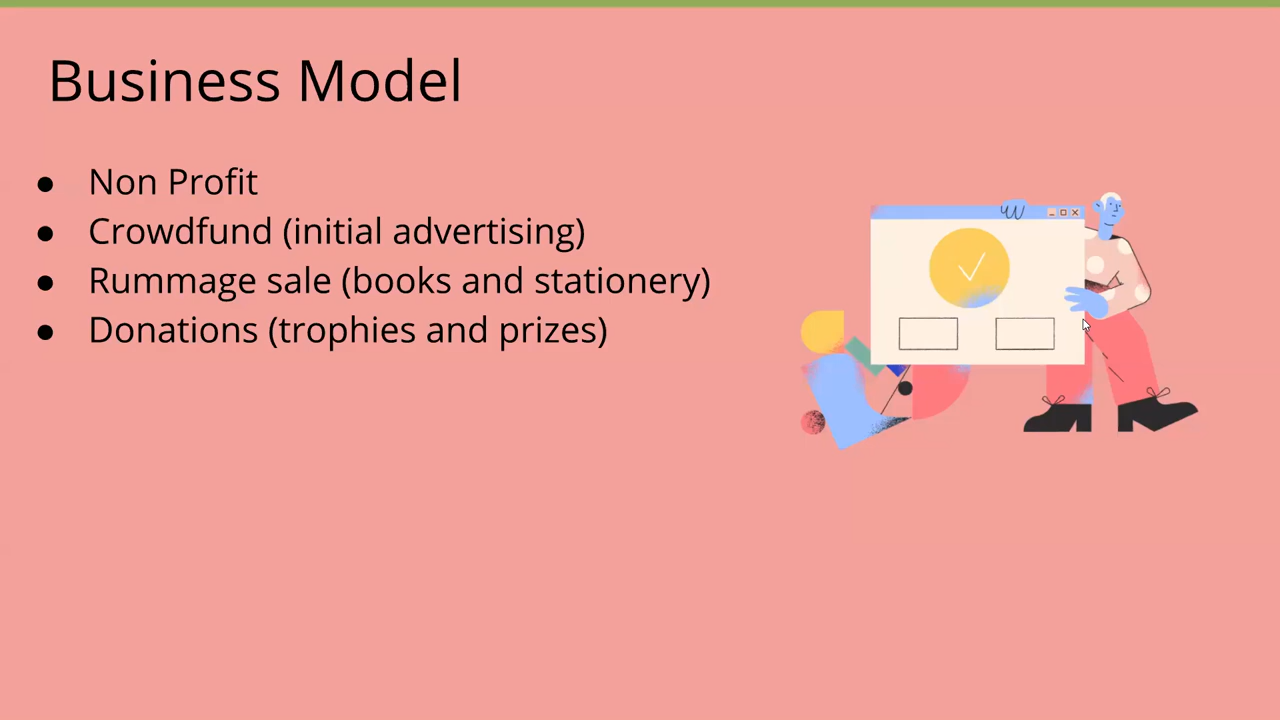 Business Model
● Non Profit
● Crowdfund (initial advertising)
● Rummage sale (books and stationery)
● Donations (trophies and prizes)